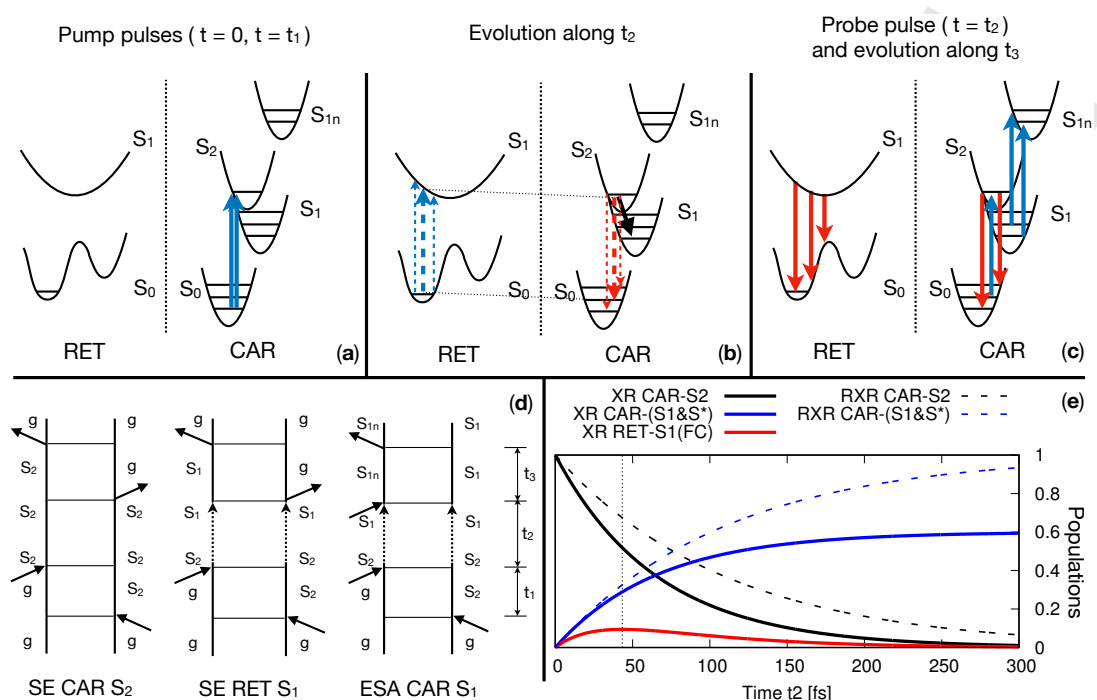 Pump pulses ( t = 0, t = t1)
Evolution along t2
Probe pulse ( t = t2)
and evolution along t3
S1n
S1
S2
S1
S0
S0
RET
CAR
(a)
S1n
S1
S2
S1
S0
S0
RET
CAR
(b)
S1n
S1
S2
S1
S0
S0
RET
CAR
(c)
(d)
g
g
S2
g
S2
S2
S2
S2
g
S2
g
g
SE CAR S2
g
g
S1
g
S1
S1
S2
S2
g
S2
g
g
SE RET S1
S1n
S1
S1n
S1
S1
S1
S2
S2
g
S2
g
g
t3
t2
t1
ESA CAR S1
XR CAR-S2
RXR CAR-S2
XR CAR-(S1&S*)
RXR CAR-(S1&S*)
XR RET-S1(FC)
(e)
1
0.8
0.6
0.4
0.2
0
Populations
0
50
100
150
200
250
300
Time t2 [fs]